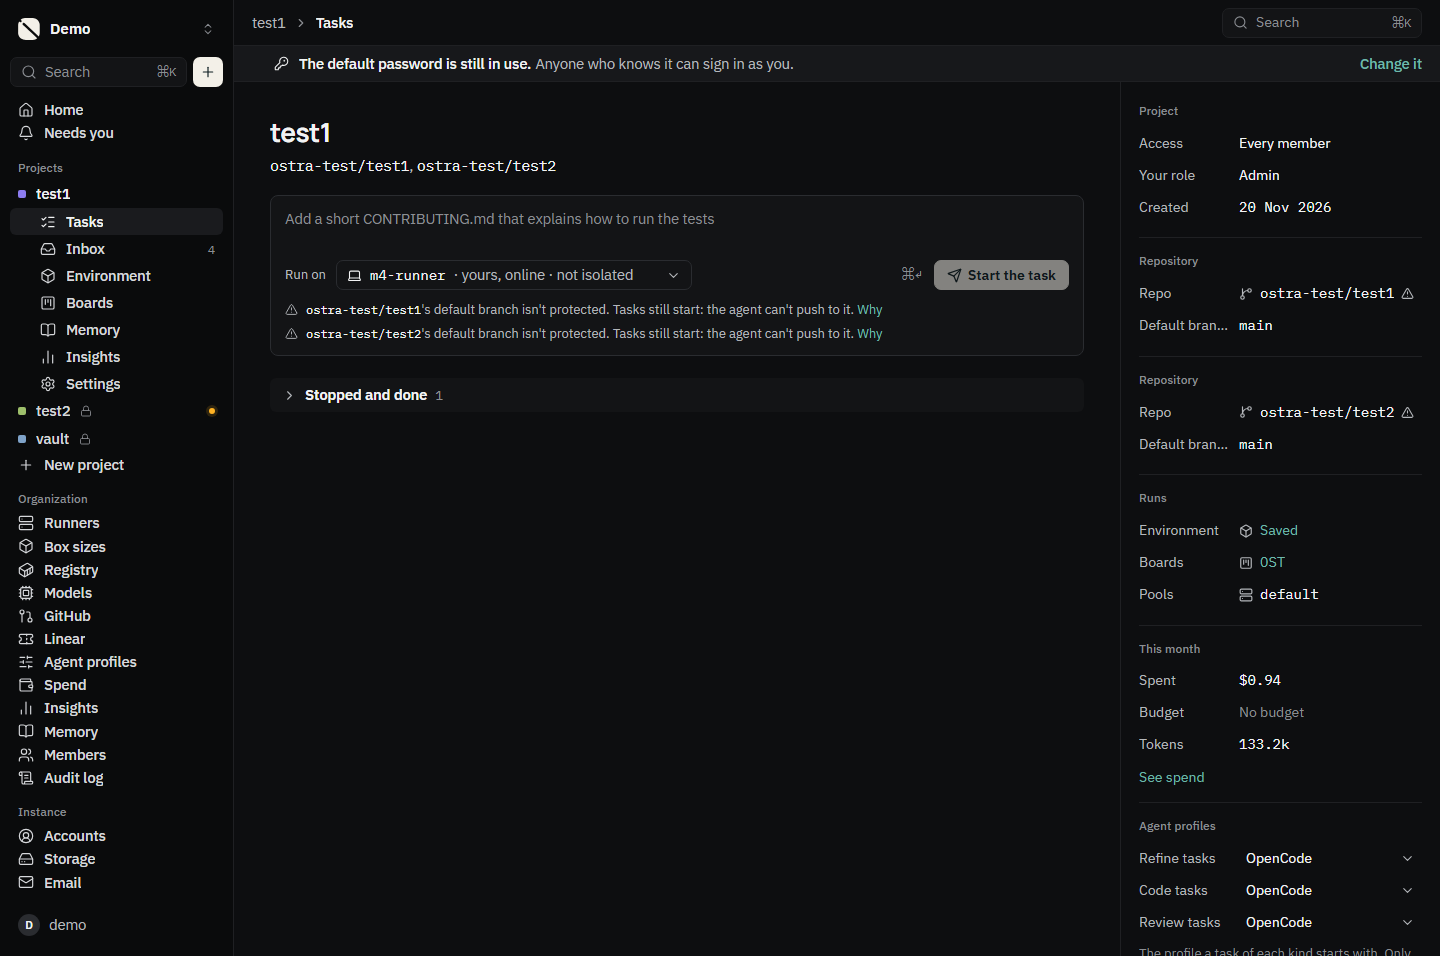 Demo
Search ⌘K
Home
Needs you
Projects
test1
Tasks
Inbox 4
Environment
Boards
Memory
Insights
Settings
test2
vault
New project
Organization
Runners
Box sizes
Registry
Models
GitHub
Linear
Agent profiles
Spend
Insights
Memory
Members
Audit log
Instance
Accounts
Storage
Email
D demo
test1 > Tasks
Search ⌘K
The default password is still in use. Anyone who knows it can sign in as you. Change it
test1
ostra-test/test1, ostra-test/test2
Add a short CONTRIBUTING.md that explains how to run the tests
Run on m4-runner · yours, online · not isolated ⌘↵ Start the task
ostra-test/test1's default branch isn't protected. Tasks still start: the agent can't push to it. Why
ostra-test/test2's default branch isn't protected. Tasks still start: the agent can't push to it. Why
Stopped and done 1
Project
Access Every member
Your role Admin
Created 20 Nov 2026
Repository
Repo ostra-test/test1
Default bran... main
Repository
Repo ostra-test/test2
Default bran... main
Runs
Environment Saved
Boards OST
Pools default
This month
Spent $0.94
Budget No budget
Tokens 133.2k
See spend
Agent profiles
Refine tasks OpenCode
Code tasks OpenCode
Review tasks OpenCode
The profile a task of each kind starts with. Only